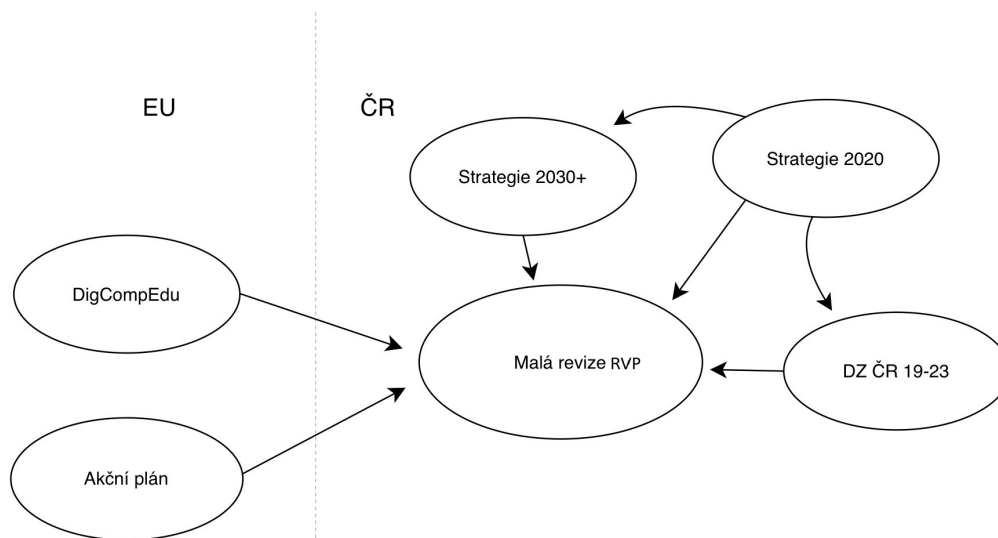 EU
ČR
Strategie 2030+
Strategie 2020
DigCompEdu
Malá revize RVP
DZ ČR 19-23
Akční plán